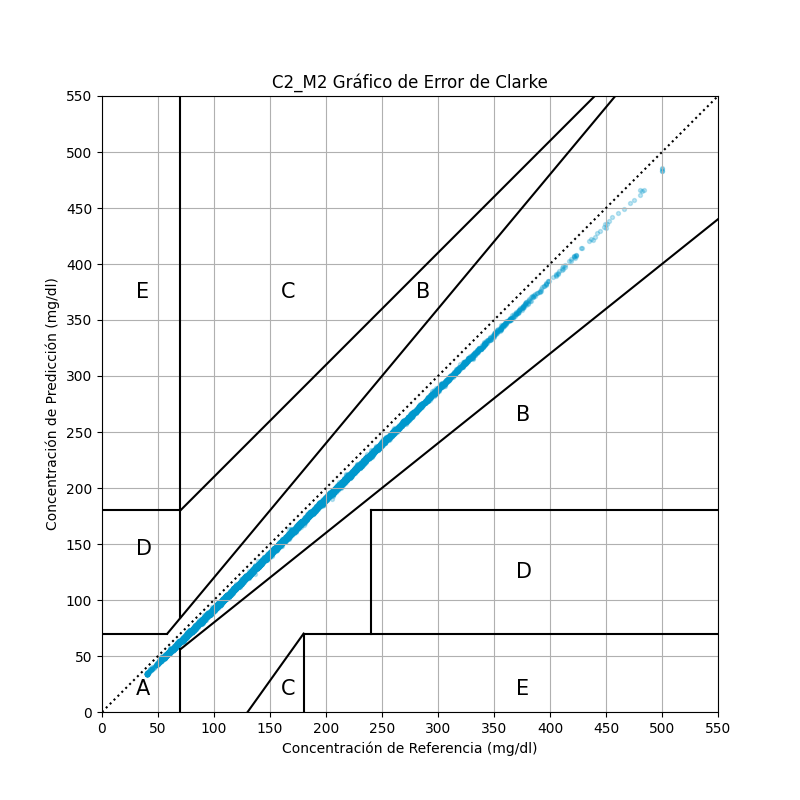 C2_M2 Gráfico de Error de Clarke
Concentración de Predicción (mg/dl)
550
500
450
400
350
300
250
200
150
100
50
0
E
C
B
B
D
D
A
C
E
0 50 100 150 200 250 300 350 400 450 500 550
Concentración de Referencia (mg/dl)